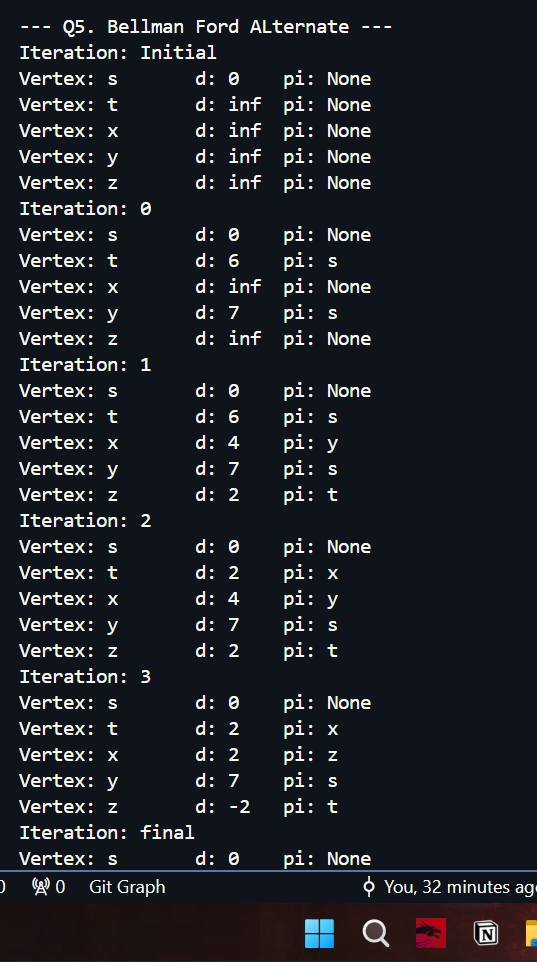 --- Q5. Bellman Ford ALternate ---
Iteration: Initial
Vertex: s d: 0 pi: None
Vertex: t d: inf pi: None
Vertex: x d: inf pi: None
Vertex: y d: inf pi: None
Vertex: z d: inf pi: None
Iteration: 0
Vertex: s d: 0 pi: None
Vertex: t d: 6 pi: s
Vertex: x d: inf pi: None
Vertex: y d: 7 pi: s
Vertex: z d: inf pi: None
Iteration: 1
Vertex: s d: 0 pi: None
Vertex: t d: 6 pi: s
Vertex: x d: 4 pi: y
Vertex: y d: 7 pi: s
Vertex: z d: 2 pi: t
Iteration: 2
Vertex: s d: 0 pi: None
Vertex: t d: 2 pi: x
Vertex: x d: 4 pi: y
Vertex: y d: 7 pi: s
Vertex: z d: 2 pi: t
Iteration: 3
Vertex: s d: 0 pi: None
Vertex: t d: 2 pi: x
Vertex: x d: 2 pi: z
Vertex: y d: 7 pi: s
Vertex: z d: -2 pi: t
Iteration: final
Vertex: s d: 0 pi: None
0 0 Git Graph You, 32 minutes ag
N